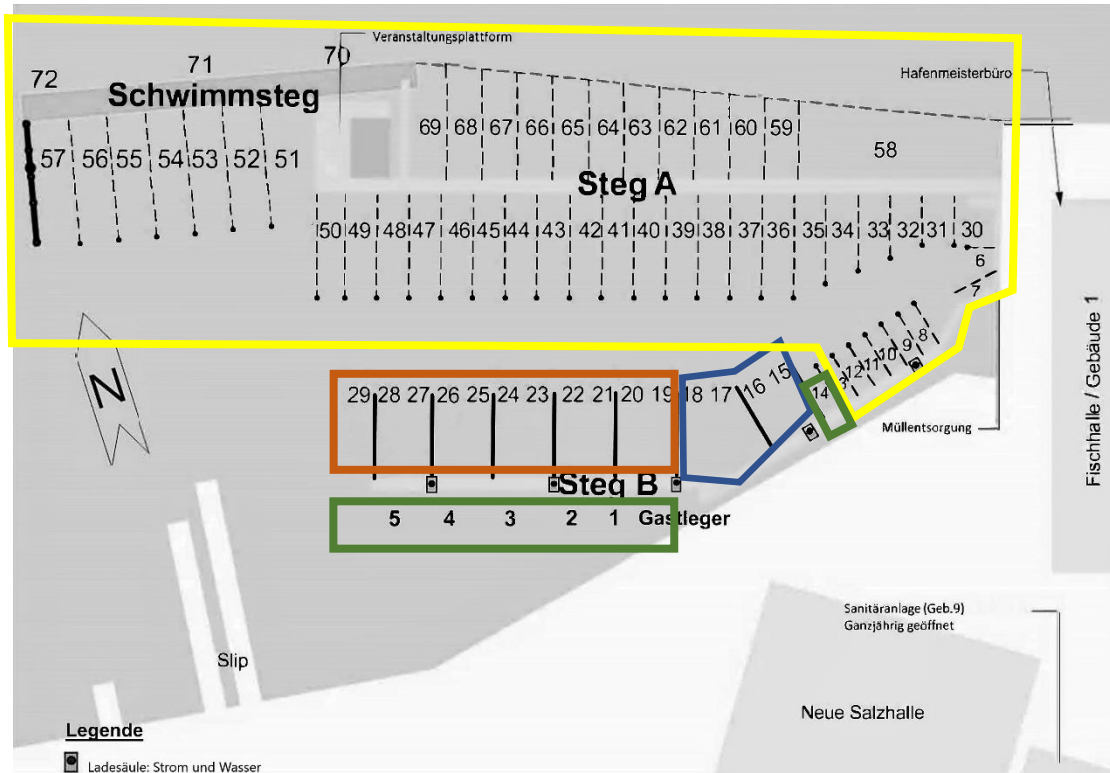 Veranstaltungsplattform
70
71
72
Hafenmeisterbüro
Schwimmsteg
69 68 67 66 65 64 63 62 61 60 59
58
57 56 55 54 53 52 51
Steg A
50 49 48 47 46 45 44 43 42 41 40 39 38 37 36 35 34 33 32 31 30
6
7
N
Fischhalle / Gebäude 1
29 28 27 26 25 24 23 22 21 20 19 18 17 16 15 14 13 12 11 10 9 8
Müllentsorgung
Steg B
5 4 3 2 1 Gastleger
Sanitäranlage (Geb.9)
Ganzjährig geöffnet
Slip
Neue Salzhalle
Legende
Ladesäule: Strom und Wasser